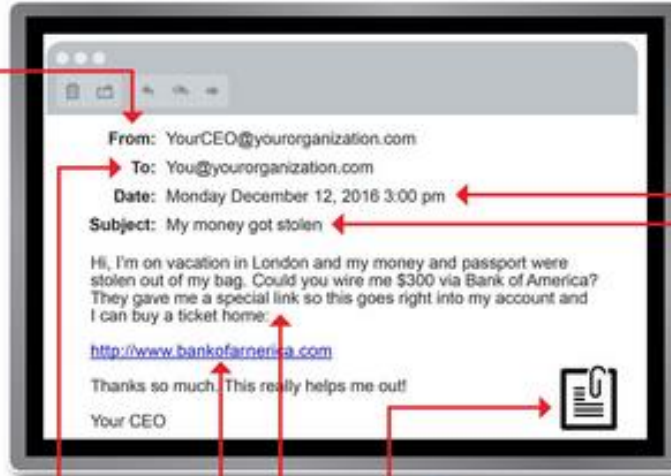 From: YourCEO@yourorganization.com
To: You@yourorganization.com
Date: Monday December 12, 2016 3:00 pm
Subject: My money got stolen
Hi, I'm on vacation in London and my money and passport were
stolen out of my bag. Could you wire me $300 via Bank of America?
They gave me a special link so this goes right into my account and
I can buy a ticket home:
http://www.bankofarnerica.com
Thanks so much. This really helps me out!
Your CEO